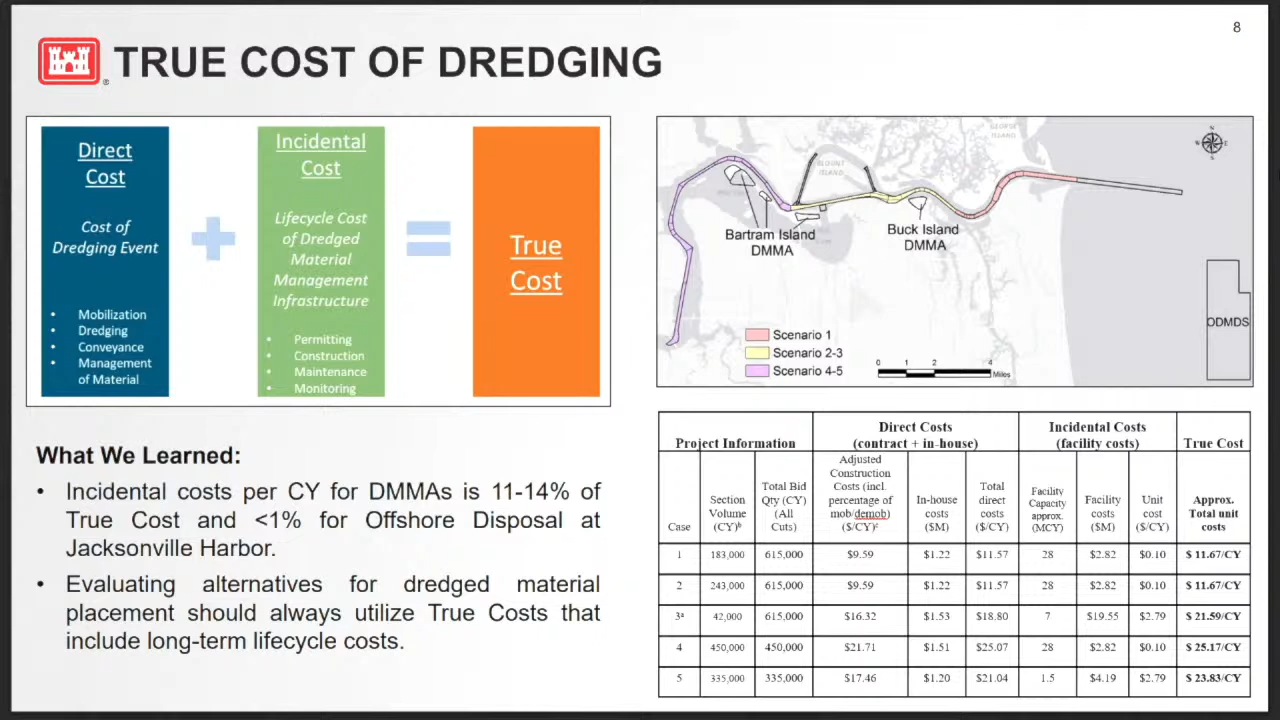 8
TRUE COST OF DREDGING
®
Direct
Cost
Cost of
Dredging Event
• Mobilization
• Dredging
• Conveyance
• Management
of Material
Incidental
Cost
Lifecycle Cost
of Dredged
Material
Management
Infrastructure
• Permitting
• Construction
• Maintenance
• Monitoring
True
Cost
GEORGE
ISLAND
BLOUNT
ISLAND
N
Bartram Island
DMMA
Buck Island
DMMA
ODMDS
Scenario 1
Scenario 2-3
Scenario 4-5
0 1 2 4
Miles
What We Learned:
• Incidental costs per CY for DMMAs is 11-14% of
True Cost and <1% for Offshore Disposal at
Jacksonville Harbor.
• Evaluating alternatives for dredged material
placement should always utilize True Costs that
include long-term lifecycle costs.
Project Information
Direct Costs
(contract + in-house)
Incidental Costs
(facility costs)
True Cost
Case
Section
Volume
(CY)ᵇ
Total Bid
Qty (CY)
(All
Cuts)
Adjusted
Construction
Costs (incl.
percentage of
mob/demob)
($/CY)ᶜ
In-house
costs
($M)
Total
direct
costs
($/CY)
Facility
Capacity
approx.
(MCY)
Facility
costs
($M)
Unit
cost
($/CY)
Approx.
Total unit
costs
1 183,000 615,000 $9.59 $1.22 $11.57 28 $2.82 $0.10 $ 11.67/CY
2 243,000 615,000 $9.59 $1.22 $11.57 28 $2.82 $0.10 $ 11.67/CY
3ᵃ 42,000 615,000 $16.32 $1.53 $18.80 7 $19.55 $2.79 $ 21.59/CY
4 450,000 450,000 $21.71 $1.51 $25.07 28 $2.82 $0.10 $ 25.17/CY
5 335,000 335,000 $17.46 $1.20 $21.04 1.5 $4.19 $2.79 $ 23.83/CY